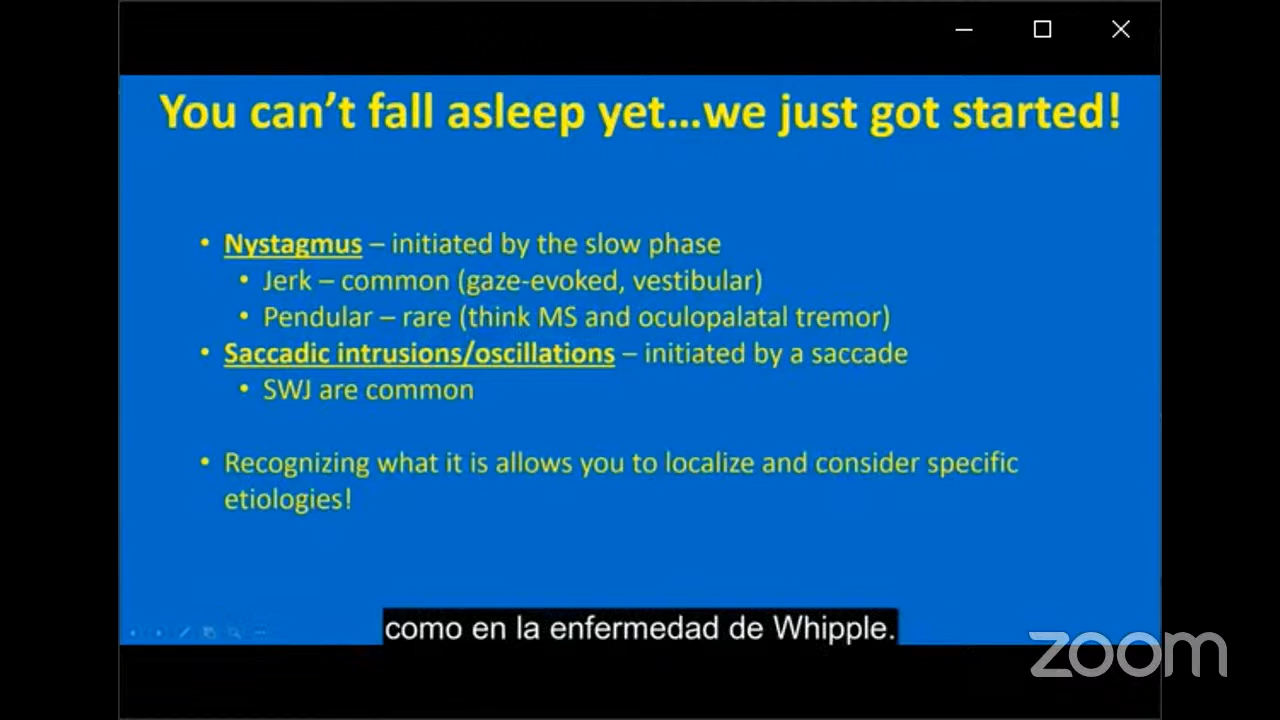 You can't fall asleep yet...we just got started!
• Nystagmus – initiated by the slow phase
• Jerk – common (gaze-evoked, vestibular)
• Pendular – rare (think MS and oculopalatal tremor)
• Saccadic intrusions/oscillations – initiated by a saccade
• SWJ are common
• Recognizing what it is allows you to localize and consider specific
etiologies!
como en la enfermedad de Whipple.
zoom